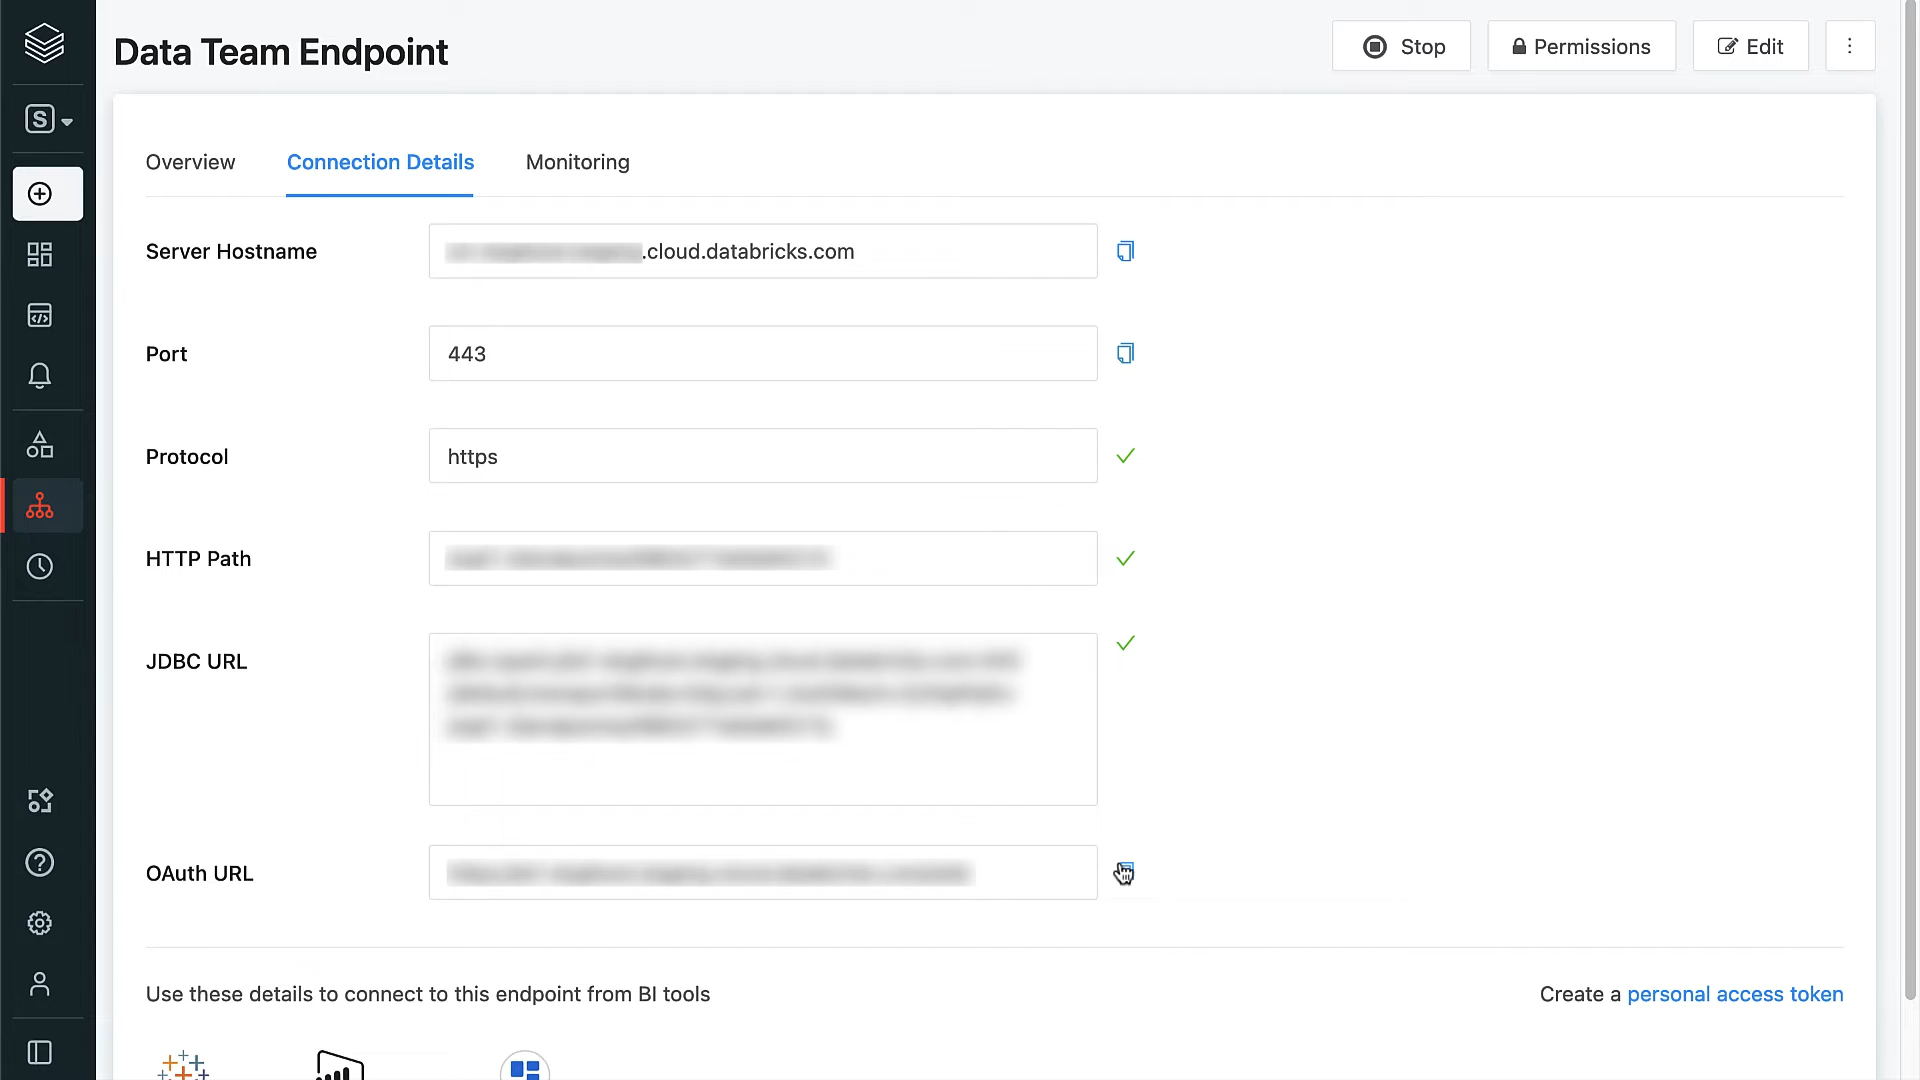 Data Team Endpoint
Stop
Permissions
Edit
S
Overview
Connection Details
Monitoring
Server Hostname
.cloud.databricks.com
Port
443
Protocol
https
HTTP Path
JDBC URL
OAuth URL
Use these details to connect to this endpoint from BI tools
Create a personal access token